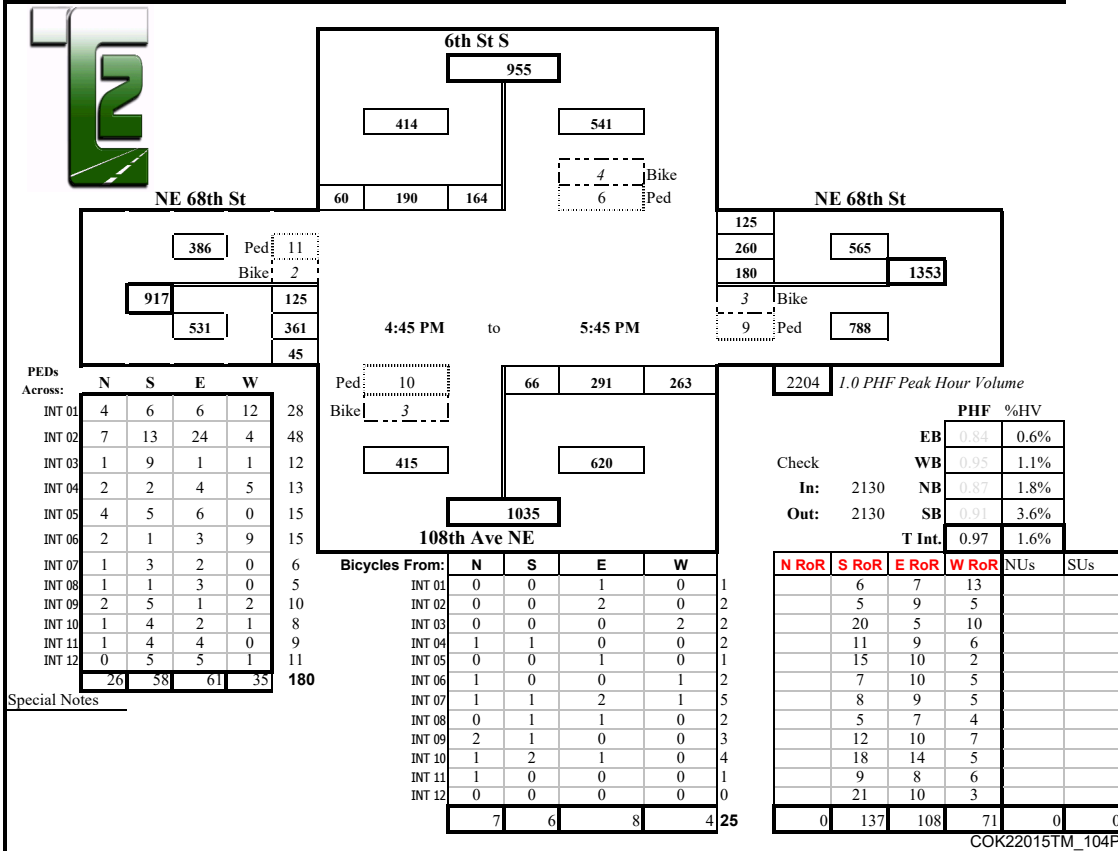 T2
6th St S
955
414 541
4 Bike
6 Ped
NE 68th St 60 190 164 NE 68th St
125
386 Ped 11 260 565
Bike 2 180 1353
917 125 3 Bike
531 361 4:45 PM to 5:45 PM 9 Ped 788
45
PEDs Across: N S E W
Ped 10 66 291 263 2204 1.0 PHF Peak Hour Volume
INT 01 4 6 6 12 28
Bike 3
PHF %HV
INT 02 7 13 24 4 48
EB 0.84 0.6%
INT 03 1 9 1 1 12
415 620 Check WB 0.95 1.1%
INT 04 2 2 4 5 13
In: 2130 NB 0.87 1.8%
INT 05 4 5 6 0 15
1035 Out: 2130 SB 0.91 3.6%
INT 06 2 1 3 9 15
108th Ave NE T Int. 0.97 1.6%
INT 07 1 3 2 0 6
INT 08 1 1 3 0 5
INT 09 2 5 1 2 10
INT 10 1 4 2 1 8
INT 11 1 4 4 0 9
INT 12 0 5 5 1 11
26 58 61 35 180
Special Notes
Bicycles From: N S E W
INT 01 0 0 1 0 1
INT 02 0 0 2 0 2
INT 03 0 0 0 2 2
INT 04 1 1 0 0 2
INT 05 0 0 1 0 1
INT 06 1 0 0 1 2
INT 07 1 1 2 1 5
INT 08 0 1 1 0 2
INT 09 2 1 0 0 3
INT 10 1 2 1 0 4
INT 11 1 0 0 0 1
INT 12 0 0 0 0 0
7 6 8 4 25
N RoR S RoR E RoR W RoR NUs SUs
6 7 13
5 9 5
20 5 10
11 9 6
15 10 2
7 10 5
8 9 5
5 7 4
12 10 7
18 14 5
9 8 6
21 10 3
0 137 108 71 0 0
COK22015TM_104P